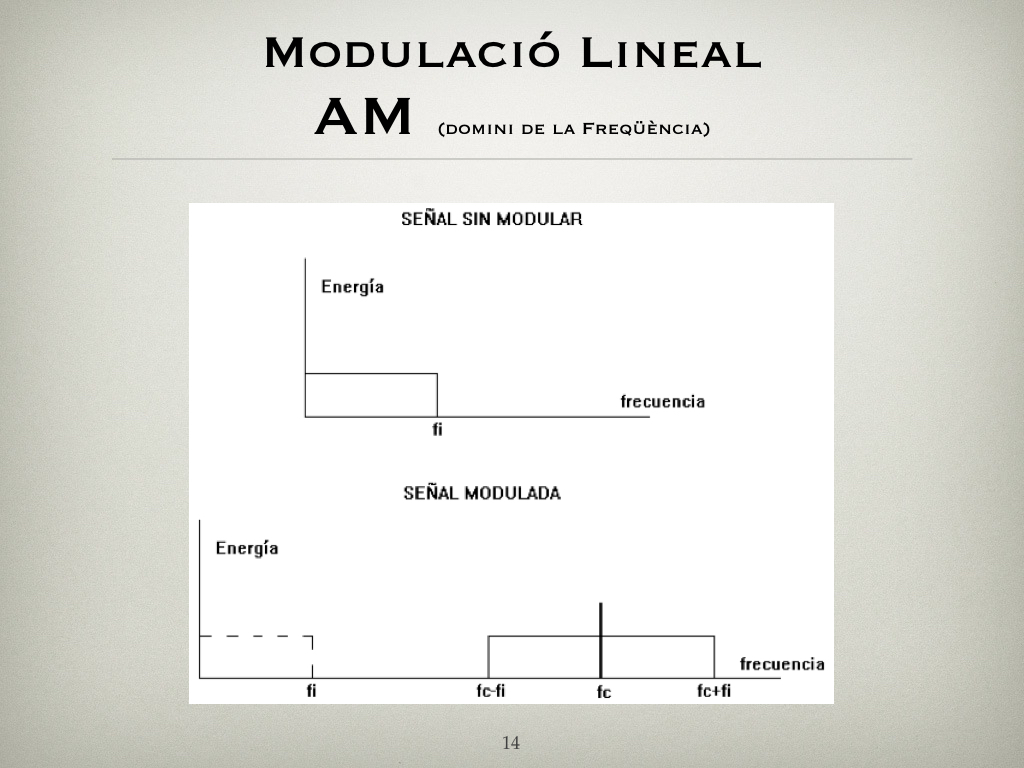 Modulació Lineal
AM (domini de la Freqüència)
SEÑAL SIN MODULAR
Energía
frecuencia
fi
SEÑAL MODULADA
Energía
frecuencia
fi fc-fi fc fc+fi
14